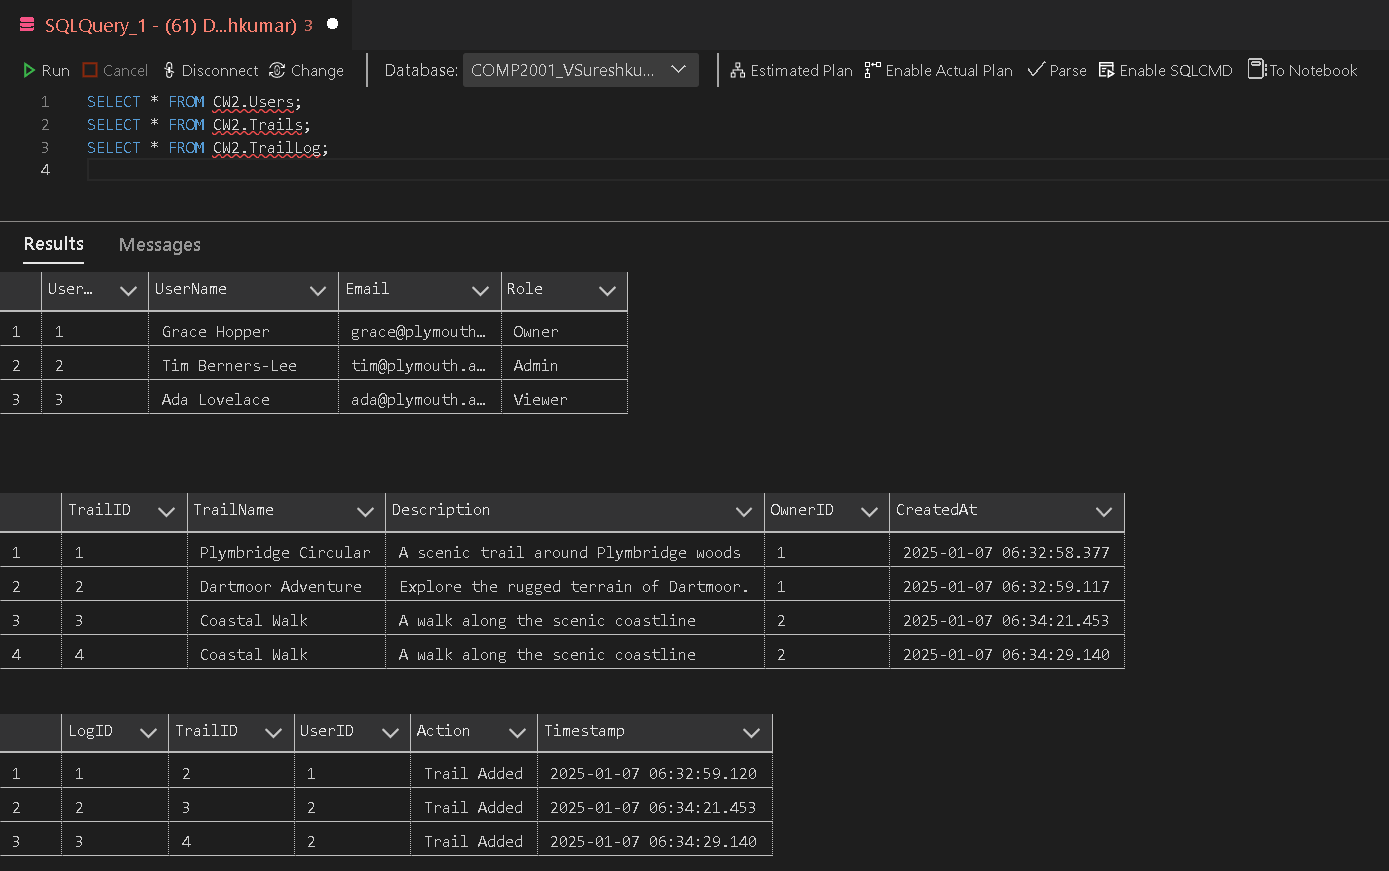 SQLQuery_1 - (61) D...hkumar) 3
Run Cancel Disconnect Change Database: COMP2001_VSureshku... Estimated Plan Enable Actual Plan Parse Enable SQLCMD To Notebook
1 SELECT * FROM CW2.Users;
2 SELECT * FROM CW2.Trails;
3 SELECT * FROM CW2.TrailLog;
4
Results Messages
User… UserName Email Role
1 1 Grace Hopper grace@plymouth… Owner
2 2 Tim Berners-Lee tim@plymouth.a… Admin
3 3 Ada Lovelace ada@plymouth.a… Viewer
TrailID TrailName Description OwnerID CreatedAt
1 1 Plymbridge Circular A scenic trail around Plymbridge woods 1 2025-01-07 06:32:58.377
2 2 Dartmoor Adventure Explore the rugged terrain of Dartmoor. 1 2025-01-07 06:32:59.117
3 3 Coastal Walk A walk along the scenic coastline 2 2025-01-07 06:34:21.453
4 4 Coastal Walk A walk along the scenic coastline 2 2025-01-07 06:34:29.140
LogID TrailID UserID Action Timestamp
1 1 2 1 Trail Added 2025-01-07 06:32:59.120
2 2 3 2 Trail Added 2025-01-07 06:34:21.453
3 3 4 2 Trail Added 2025-01-07 06:34:29.140